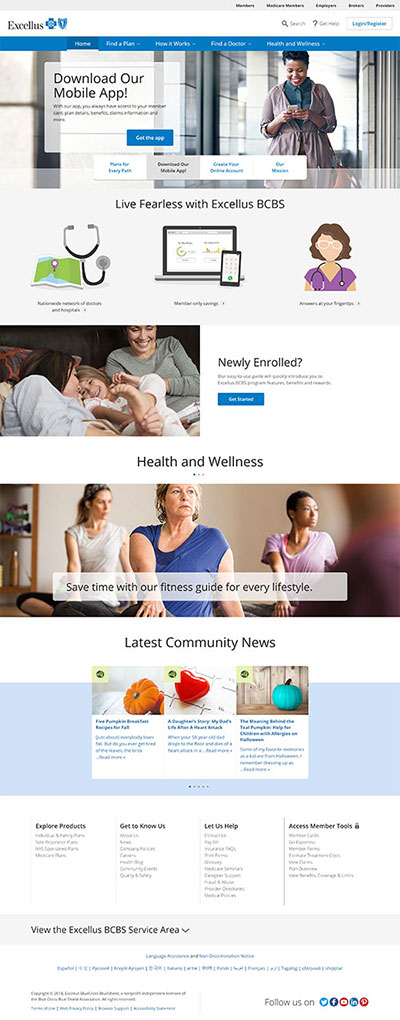 Members Medicare Members Employers Brokers Providers
Excellus
Search Get Help Login/Register
Home Find a Plan How it Works Find a Doctor Health and Wellness
Download Our
Mobile App!
With our app, you always have access to your member
card, plan details, benefits, claims information and
more.
Get the app
Plans for
Every Path
Download Our
Mobile App!
Create Your
Online Account
Our
Mission
Live Fearless with Excellus BCBS
Nationwide network of doctors
and hospitals
Member-only savings
Answers at your fingertips
Newly Enrolled?
Our easy to use guide will quickly introduce you to
Excellus BCBS program features, benefits and rewards.
Get Started
Health and Wellness
Save time with our fitness guide for every lifestyle.
Latest Community News
Five Pumpkin Breakfast
Recipes for Fall
Just about everybody loves
fall. But do you ever get tired
of the leaves, the brisk
...Read more »
A Daughter's Story: My Dad's
Life After A Heart Attack
When your 56 year old dad
drops to the floor and dies of a
heart attack in a ...Read more »
The Meaning Behind the
Teal Pumpkin: Help for
Children with Allergies on
Halloween
Some of my favorite memories
as a kid are from Halloween. I
remember dressing up as
...Read more »
Explore Products
Individual & Family Plans
Sole Proprietor Plans
NYS Sponsored Plans
Medicare Plans
Get to Know Us
About Us
News
Company Policies
Careers
Health Blog
Community Events
Quality & Safety
Let Us Help
Contact Us
Pay Bill
Insurance FAQs
Print Forms
Glossary
Medicare Seminars
Caregiver Support
Fraud & Abuse
Provider Directories
Medical Policies
Access Member Tools
Member Cards
Go Paperless
Member Forms
Estimate Treatment Costs
View Claims
Plan Overview
View Benefits, Coverage & Limits
View the Excellus BCBS Service Area
Language Assistance and Non-Discrimination Notice
Español | 中文 | Русский | Kreyòl Ayisyen | 한국어 | Italiano | אידיש | বাংলা | Polski | العربية | Français | اردو | Tagalog | ελληνικά | shqiptar
Copyright © 2018, Excellus BlueCross BlueShield, a nonprofit independent licensee of
the Blue Cross Blue Shield Association. All rights reserved.
Terms of Use | Web Privacy Policy | Browser Support | Accessibility Statement
Follow us on